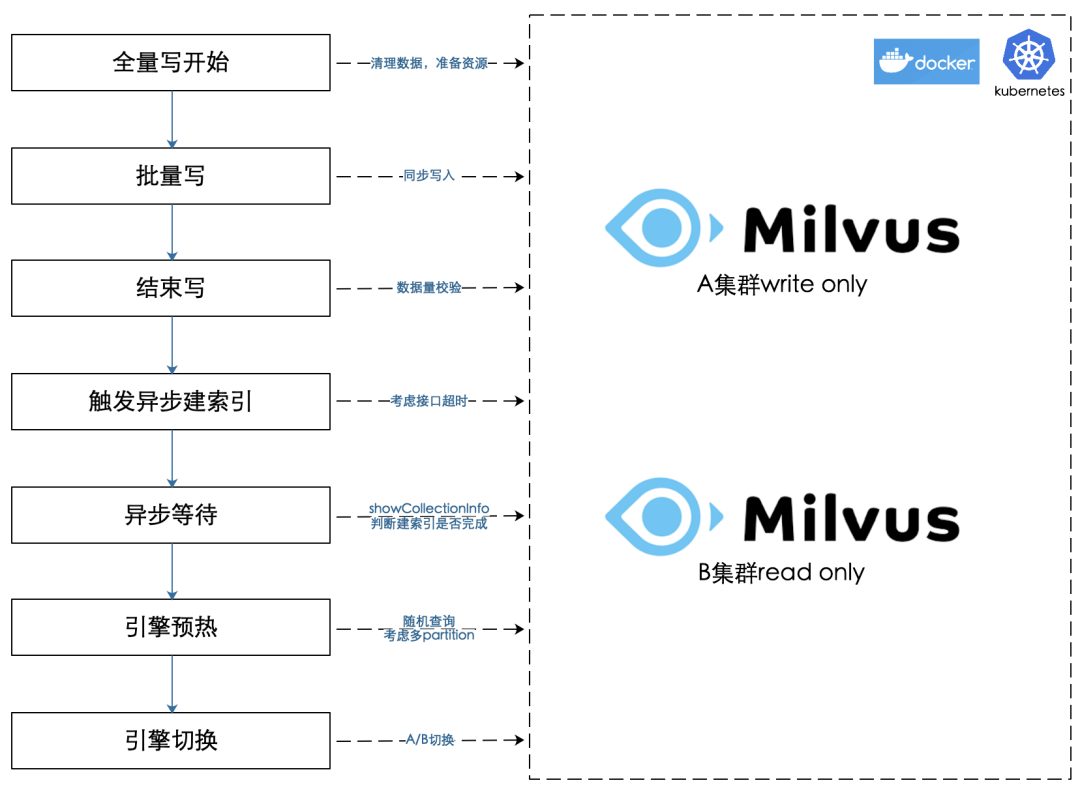 全量写开始
清理数据，准备资源
批量写
同步写入
结束写
数据量校验
触发异步建索引
考虑接口超时
异步等待
showCollectionInfo
判断建索引是否完成
引擎预热
随机查询
考虑多partition
引擎切换
A/B切换
docker
kubernetes
Milvus
A集群write only
Milvus
B集群read only